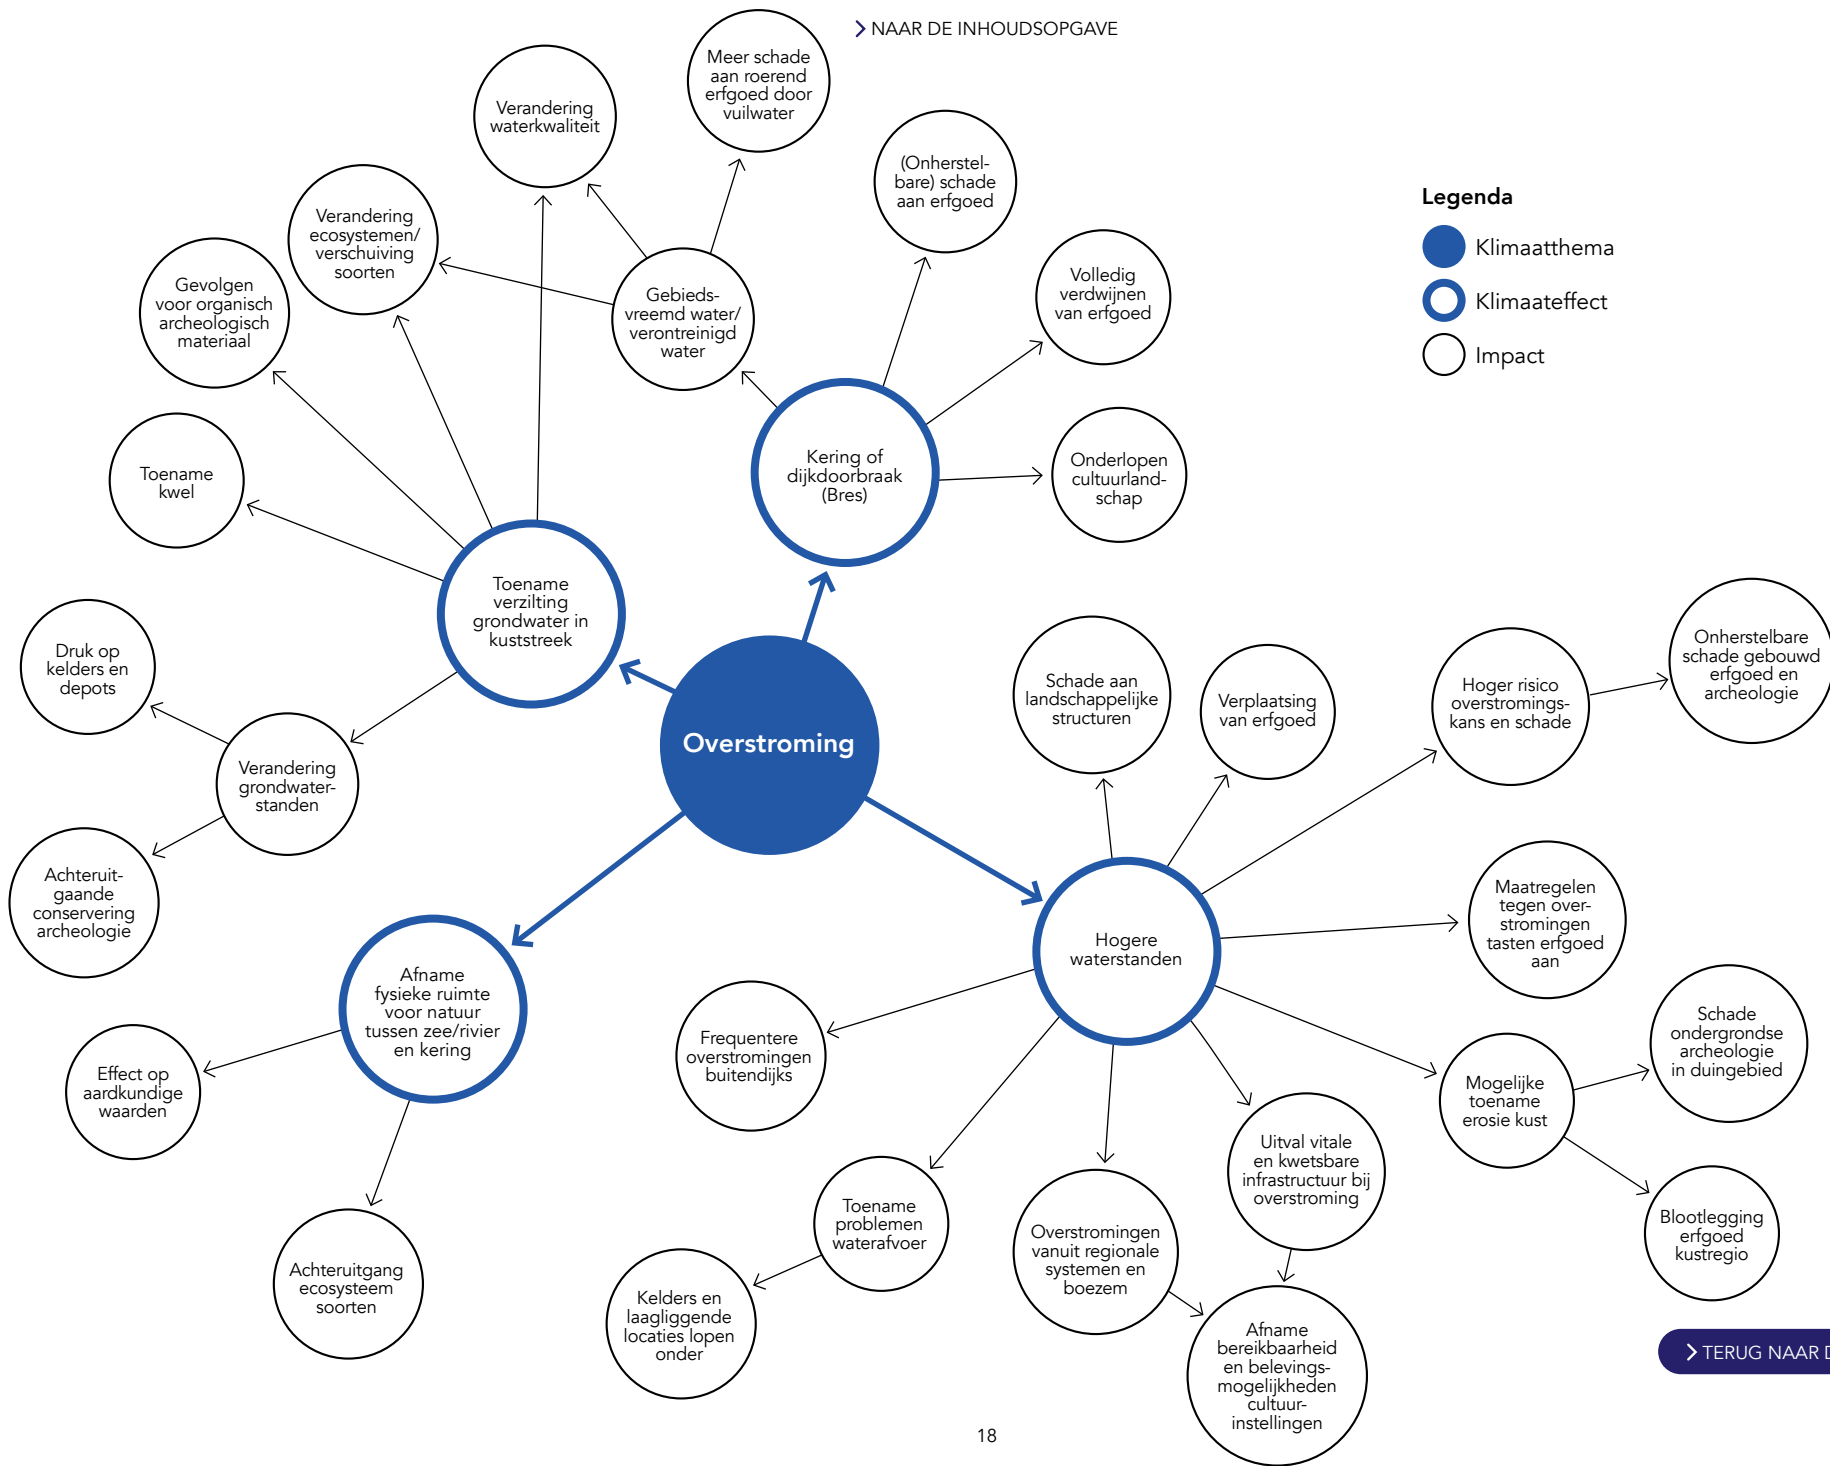 NAAR DE INHOUDSOPGAVE
Meer schade
aan roerend
erfgoed door
vuilwater
Verandering
waterkwaliteit
(Onherstel-
bare) schade
aan erfgoed
Verandering
ecosystemen/
verschuiving
soorten
Gevolgen
voor organisch
archeologisch
materiaal
Gebieds-
vreemd water/
verontreinigd
water
Volledig
verdwijnen
van erfgoed
Legenda
Klimaatthema
Klimaateffect
Impact
Toename
kwel
Kering of
dijkdoorbraak
(Bres)
Onderlopen
cultuurland-
schap
Toename
verzilting
grondwater in
kuststreek
Druk op
kelders en
depots
Verandering
grondwater-
standen
Achteruit-
gaande
conservering
archeologie
Overstroming
Schade aan
landschappelijke
structuren
Verplaatsing
van erfgoed
Hoger risico
overstromings-
kans en schade
Onherstelbare
schade gebouwd
erfgoed en
archeologie
Maatregelen
tegen over-
stromingen
tasten erfgoed
aan
Hogere
waterstanden
Afname
fysieke ruimte
voor natuur
tussen zee/rivier
en kering
Effect op
aardkundige
waarden
Achteruitgang
ecosysteem
soorten
Frequentere
overstromingen
buitendijks
Toename
problemen
waterafvoer
Kelders en
laagliggende
locaties lopen
onder
Overstromingen
vanuit regionale
systemen en
boezem
Uitval vitale
en kwetsbare
infrastructuur bij
overstroming
Afname
bereikbaarheid
en belevings-
mogelijkheden
cultuur-
instellingen
Mogelijke
toename
erosie kust
Schade
ondergrondse
archeologie
in duingebied
Blootlegging
erfgoed
kustregio
TERUG NAAR D
18